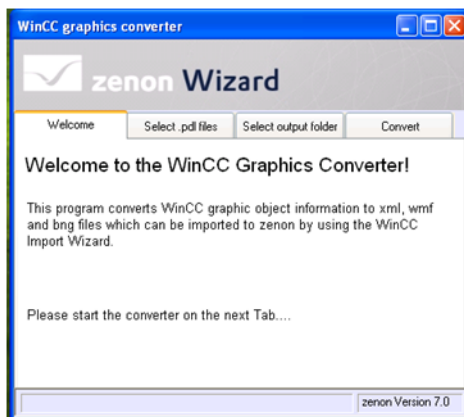 WinCC graphics converter
zenon Wizard
Welcome
Select .pdl files
Select output folder
Convert
Welcome to the WinCC Graphics Converter!
This program converts WinCC graphic object information to xml, wmf
and bng files which can be imported to zenon by using the WinCC
Import Wizard.
Please start the converter on the next Tab....
zenon Version 7.0